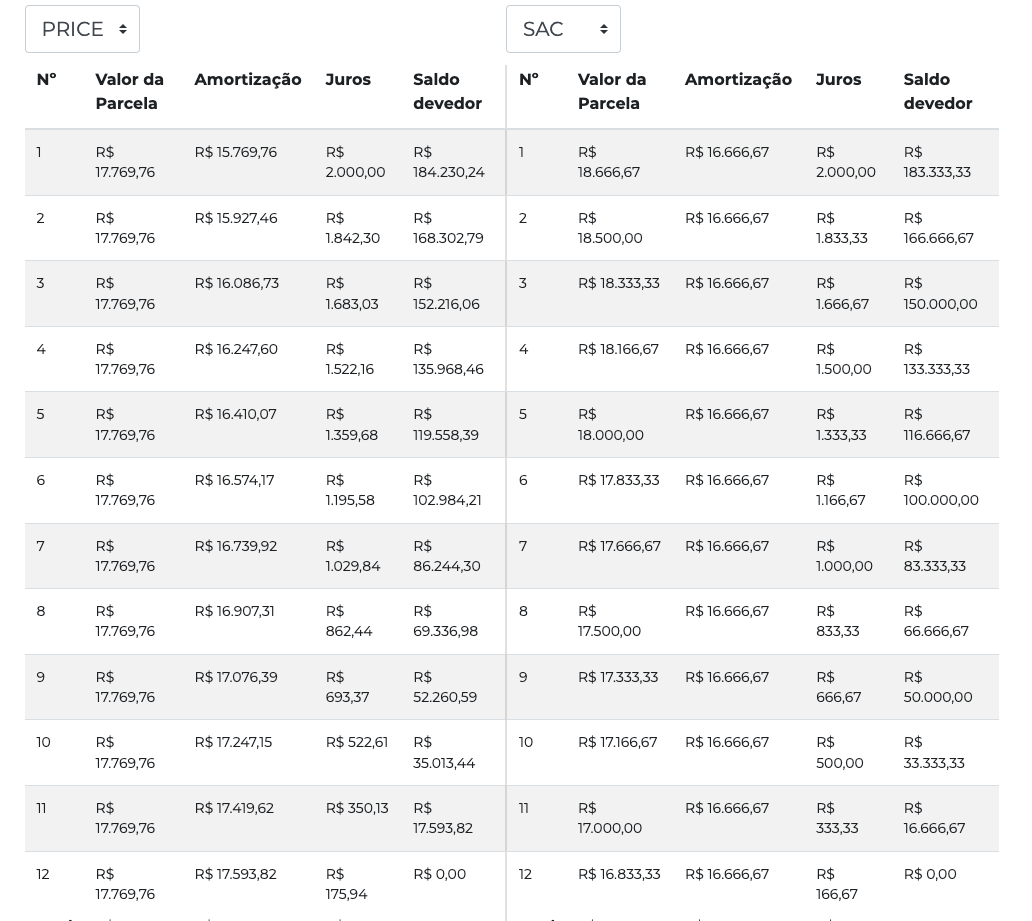 PRICE SAC
Nº Valor da Amortização Juros Saldo Nº Valor da Amortização Juros Saldo
Parcela devedor Parcela devedor
1 R$ R$ 15.769,76 R$ R$ 1 R$ R$ 16.666,67 R$ R$
17.769,76 2.000,00 184.230,24 18.666,67 2.000,00 183.333,33
2 R$ R$ 15.927,46 R$ R$ 2 R$ R$ 16.666,67 R$ R$
17.769,76 1.842,30 168.302,79 18.500,00 1.833,33 166.666,67
3 R$ R$ 16.086,73 R$ R$ 3 R$ 18.333,33 R$ 16.666,67 R$ R$
17.769,76 1.683,03 152.216,06 1.666,67 150.000,00
4 R$ R$ 16.247,60 R$ R$ 4 R$ 18.166,67 R$ 16.666,67 R$ R$
17.769,76 1.522,16 135.968,46 1.500,00 133.333,33
5 R$ R$ 16.410,07 R$ R$ 5 R$ R$ 16.666,67 R$ R$
17.769,76 1.359,68 119.558,39 18.000,00 1.333,33 116.666,67
6 R$ R$ 16.574,17 R$ R$ 6 R$ 17.833,33 R$ 16.666,67 R$ R$
17.769,76 1.195,58 102.984,21 1.166,67 100.000,00
7 R$ R$ 16.739,92 R$ R$ 7 R$ 17.666,67 R$ 16.666,67 R$ R$
17.769,76 1.029,84 86.244,30 1.000,00 83.333,33
8 R$ R$ 16.907,31 R$ R$ 8 R$ R$ 16.666,67 R$ R$
17.769,76 862,44 69.336,98 17.500,00 833,33 66.666,67
9 R$ R$ 17.076,39 R$ R$ 9 R$ 17.333,33 R$ 16.666,67 R$ R$
17.769,76 693,37 52.260,59 666,67 50.000,00
10 R$ R$ 17.247,15 R$ 522,61 R$ 10 R$ 17.166,67 R$ 16.666,67 R$ R$
17.769,76 35.013,44 500,00 33.333,33
11 R$ R$ 17.419,62 R$ 350,13 R$ 11 R$ R$ 16.666,67 R$ R$
17.769,76 17.593,82 17.000,00 333,33 16.666,67
12 R$ R$ 17.593,82 R$ R$ 0,00 12 R$ 16.833,33 R$ 16.666,67 R$ R$ 0,00
17.769,76 175,94 166,67